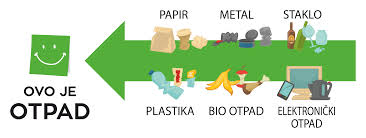 PAPIR METAL STAKLO
OVO JE
OTPAD
PLASTIKA BIO OTPAD ELEKTRONIČKI
OTPAD